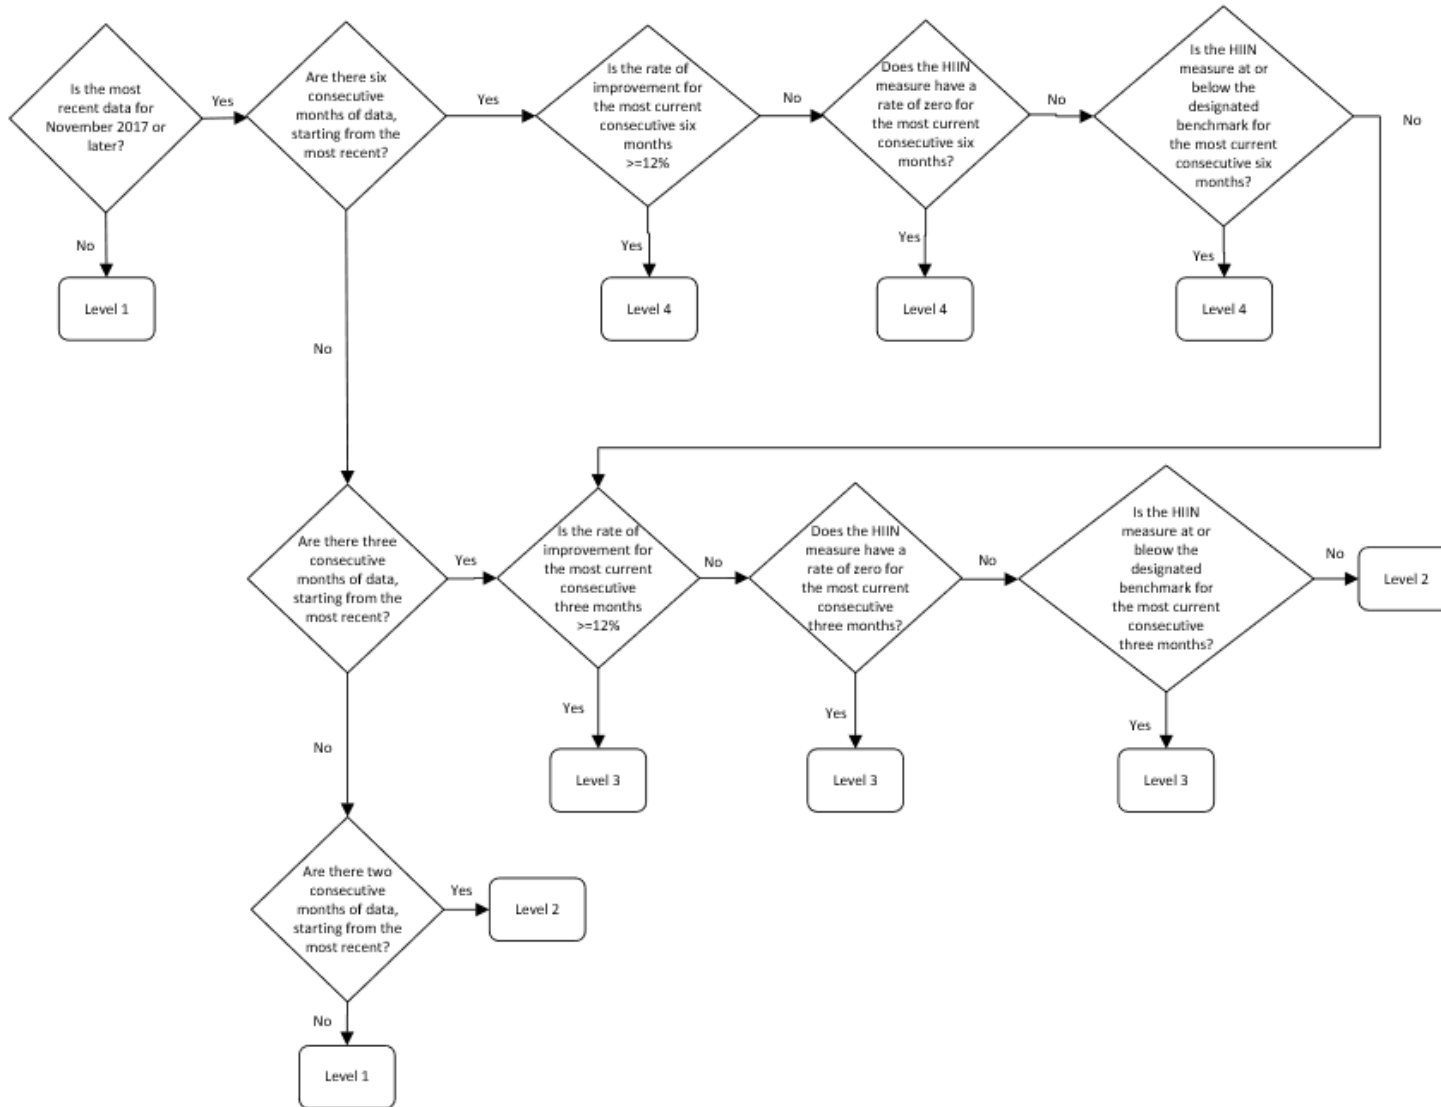 Is the most
recent data for
November 2017 or
later?
Yes
Are there six
consecutive
months of data,
starting from the
most recent?
Yes
Is the rate of
improvement for
the most current
consecutive six
months
>=12%
No
Does the HIIN
measure have a
rate of zero for
the most current
consecutive six
months?
No
Is the HIIN
measure at or
below the
designated
benchmark for
the most current
consecutive six
months?
No
No
Level 1
Yes
Level 4
Yes
Level 4
Yes
Level 4
No
Are there three
consecutive
months of data,
starting from the
most recent?
Yes
Is the rate of
improvement for
the most current
consecutive
three months
>=12%
No
Does the HIIN
measure have a
rate of zero for
the most current
consecutive
three months?
No
Is the HIIN
measure at or
bleow the
designated
benchmark for
the most current
consecutive
three months?
No
Level 2
Yes
Level 3
Yes
Level 3
Yes
Level 3
No
Are there two
consecutive
months of data,
starting from the
most recent?
Yes
Level 2
No
Level 1